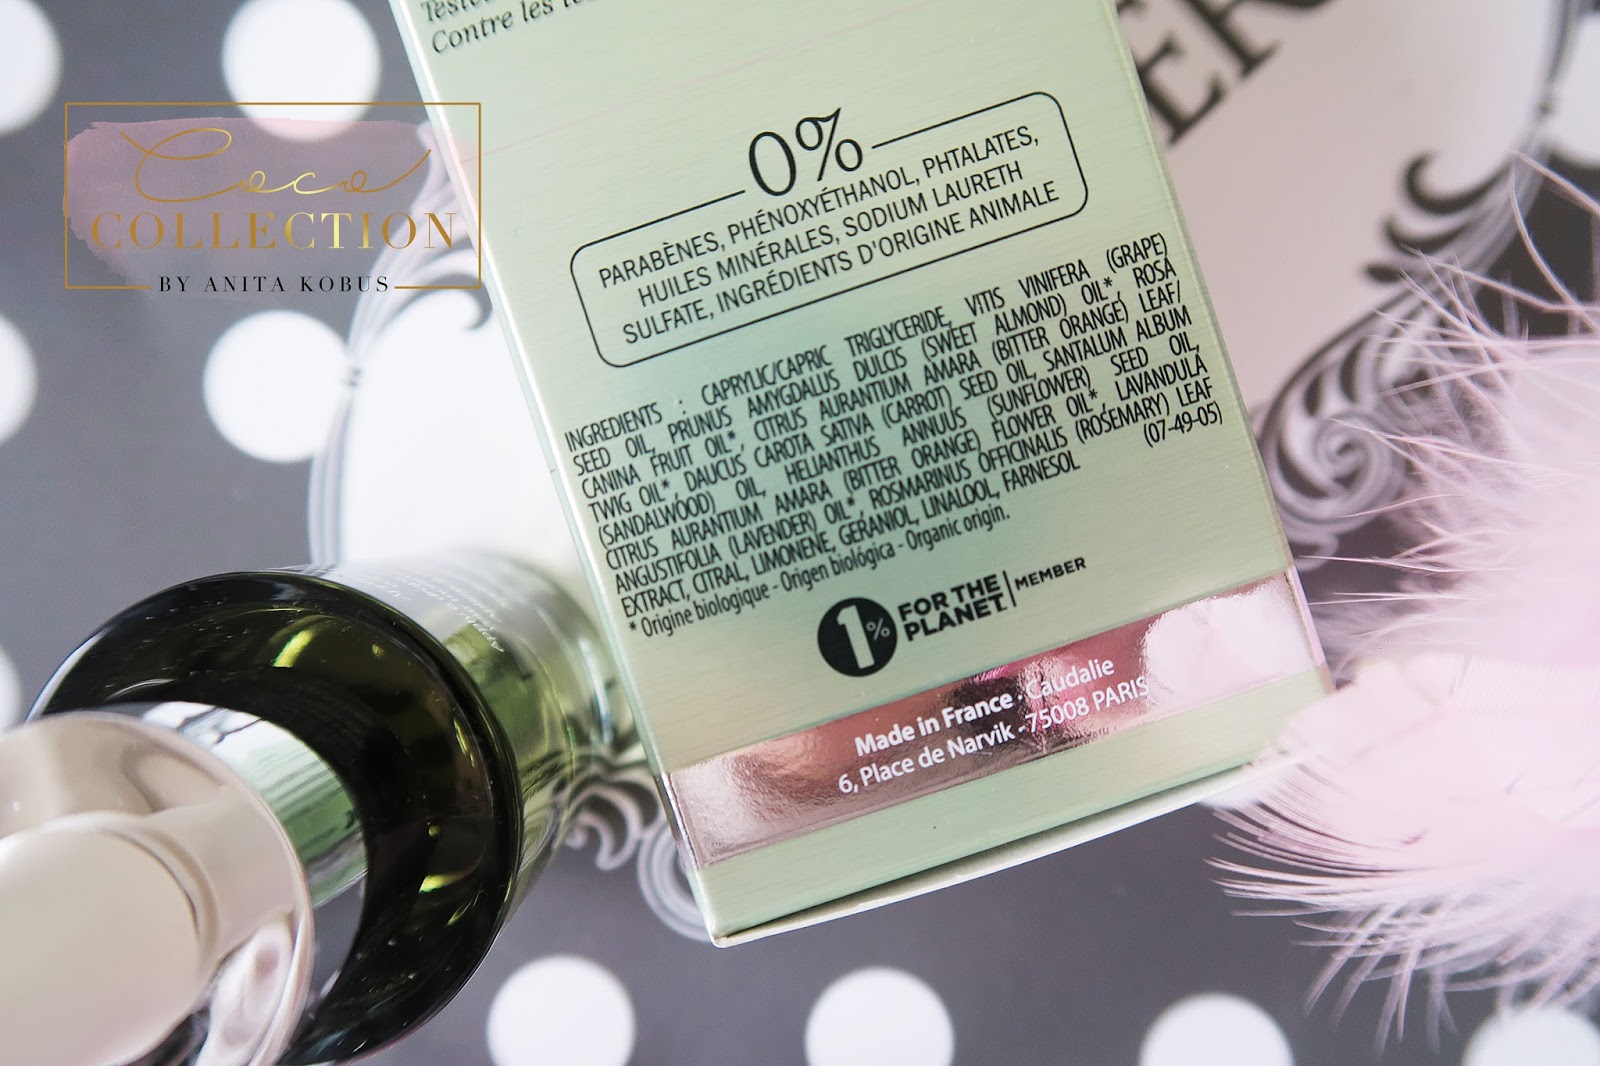 Coco
COLLECTION
BY ANITA KOBUS
Contre les
0%
PARABÈNES, PHÉNOXYÉTHANOL, PHTALATES,
HUILES MINÉRALES, SODIUM LAURETH
SULFATE, INGRÉDIENTS D'ORIGINE ANIMALE
INGREDIENTS : CAPRYLIC/CAPRIC TRIGLYCERIDE, VITIS VINIFERA (GRAPE)
SEED OIL, PRUNUS AMYGDALUS DULCIS (SWEET ALMOND) OIL*, ROSA
CANINA FRUIT OIL*, CITRUS AURANTIUM AMARA (BITTER ORANGE) LEAF/
TWIG OIL*, DAUCUS CAROTA SATIVA (CARROT) SEED OIL, SANTALUM ALBUM
(SANDALWOOD) OIL, HELIANTHUS ANNUUS (SUNFLOWER) SEED OIL,
CITRUS AURANTIUM AMARA (BITTER ORANGE) FLOWER OIL*, LAVANDULA
ANGUSTIFOLIA (LAVENDER) OIL*, ROSMARINUS OFFICINALIS (ROSEMARY) LEAF
EXTRACT, CITRAL, LIMONENE, GERANIOL, LINALOOL, FARNESOL (07-49-05)
* Origine biologique - Origen biológica - Organic origin.
1% FOR THE
PLANET MEMBER
Made in France · Caudalie
6, Place de Narvik - 75008 PARIS